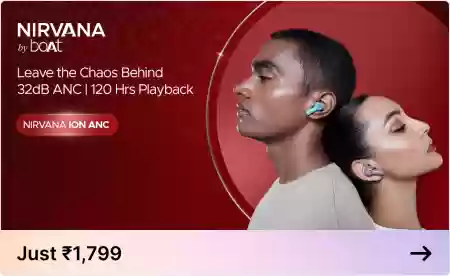 NIRVANA
by boAt
Leave the Chaos Behind
32dB ANC | 120 Hrs Playback
NIRVANA ION ANC
Just ₹1,799